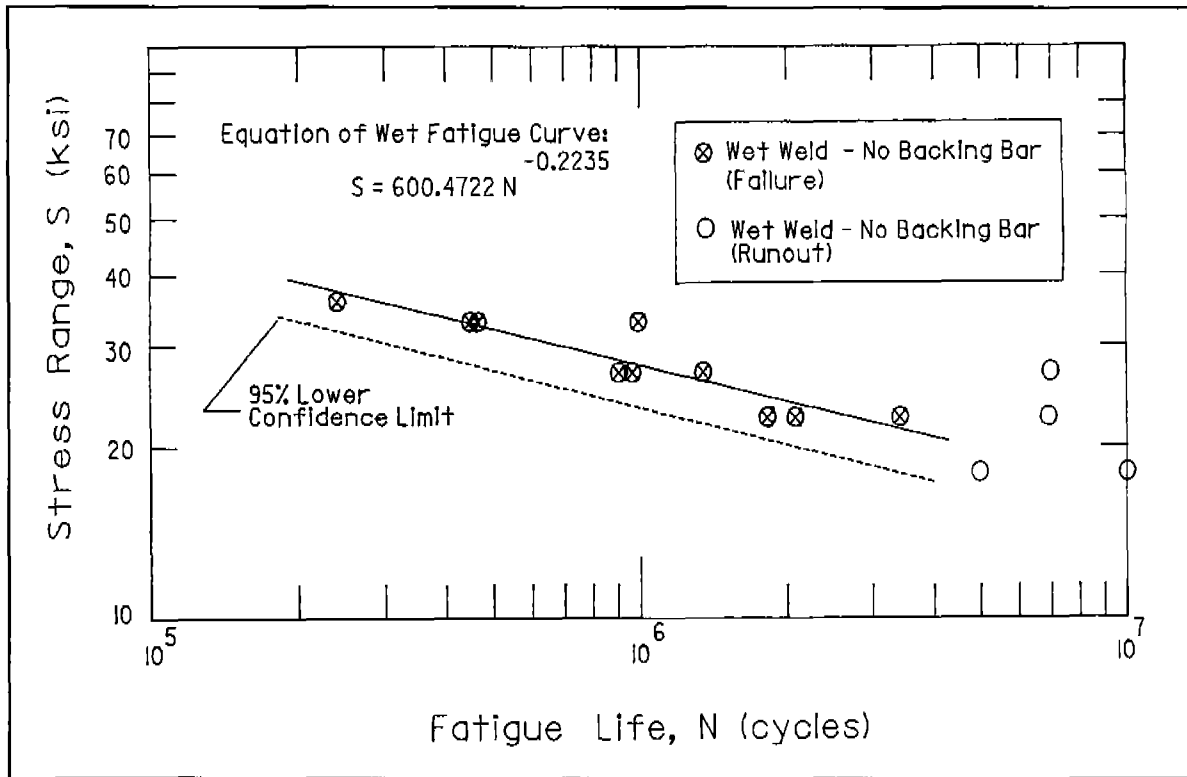 Equation of Wet Fatigue Curve:
-0.2235
S = 600.4722 N
Wet Weld - No Backing Bar
(Failure)
Wet Weld - No Backing Bar
(Runout)
Stress Range, S (ksi)
70
60
50
40
30
20
10
95% Lower
Confidence Limit
10^5
10^6
10^7
Fatigue Life, N (cycles)